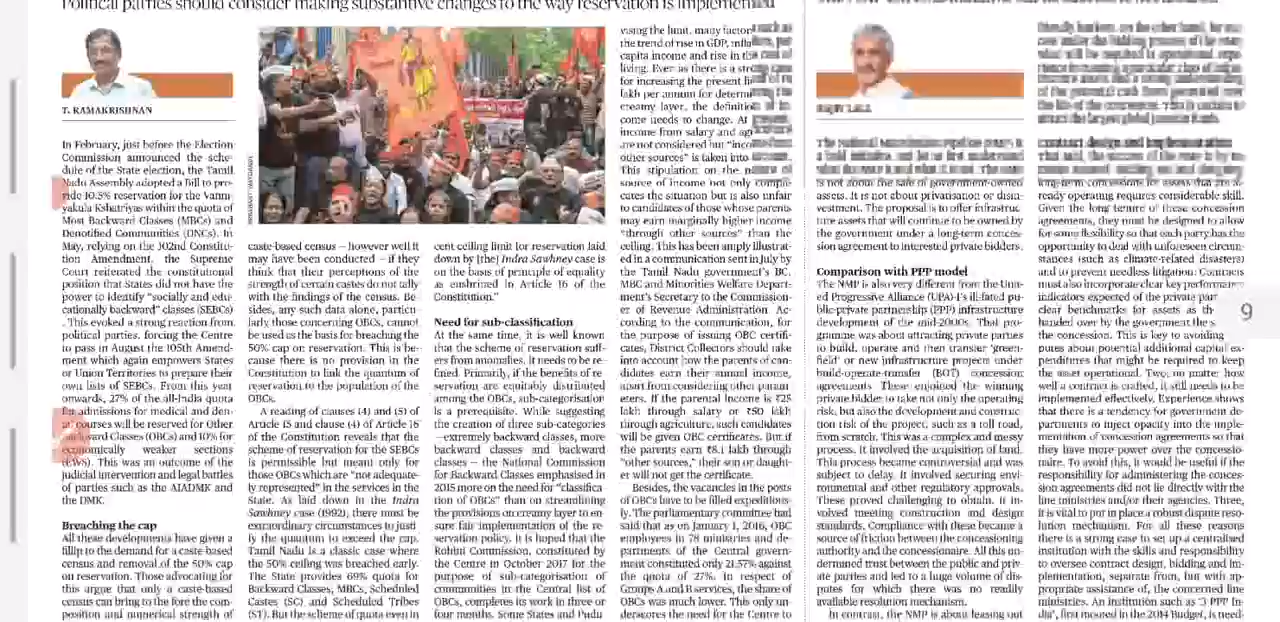 Political parties should consider making substantive changes to the way reservation is implemented
T. RAMAKRISHNAN
In February, just before the Election
Commission announced the sche-
dule of the State election, the Tamil
Nadu Assembly adopted a Bill to pro-
vide 10.5% reservation for the Vanni-
yakula Kshatriyas within the quota of
Most Backward Classes (MBCs) and
Denotified Communities (DNCs). In
May, relying on the 102nd Constitu-
tion Amendment, the Supreme
Court reiterated the constitutional
position that States did not have the
power to identify "socially and edu-
cationally backward" classes (SEBCs)
. This evoked a strong reaction from
political parties, forcing the Centre
to pass in August the 105th Amend-
ment which again empowers States
or Union Territories to prepare their
own lists of SEBCs. From this year
onwards, 27% of the all-India quota
for admissions for medical and den-
tal courses will be reserved for Other
Backward Classes (OBCs) and 10% for
economically weaker sections
(EWS). This was an outcome of the
judicial intervention and legal battles
of parties such as the AIADMK and
the DMK.
Breaching the cap
All these developments have given a
fillip to the demand for a caste-based
census and removal of the 50% cap
on reservation. Those advocating for
this argue that only a caste-based
census can bring to the fore the com-
position and numerical strength of
caste-based census – however well it
may have been conducted – if they
think that their perceptions of the
strength of certain castes do not tally
with the findings of the census. Be-
sides, any such data alone, particu-
larly those concerning OBCs, cannot
be used as the basis for breaching the
50% cap on reservation. This is be-
cause there is no provision in the
Constitution to link the quantum of
reservation to the population of the
OBCs.
A reading of clauses (4) and (5) of
Article 15 and clause (4) of Article 16
of the Constitution reveals that the
scheme of reservation for the SEBCs
is permissible but meant only for
those OBCs which are "not adequate-
ly represented" in the services in the
State. As laid down in the Indra
Sawhney case (1992), there must be
extraordinary circumstances to justi-
fy the quantum to exceed the cap.
Tamil Nadu is a classic case where
the 50% ceiling was breached early.
The State provides 69% quota for
Backward Classes, MBCs, Scheduled
Castes (SC) and Scheduled Tribes
(ST). But the scheme of quota even in
cent ceiling limit for reservation laid
down by [the] Indra Sawhney case is
on the basis of principle of equality
as enshrined in Article 16 of the
Constitution."
Need for sub-classification
At the same time, it is well known
that the scheme of reservation suff-
ers from anomalies. It needs to be re-
fined. Primarily, if the benefits of re-
servation are equitably distributed
among the OBCs, sub-categorisation
is a prerequisite. While suggesting
the creation of three sub-categories
–extremely backward classes, more
backward classes and backward
classes – the National Commission
for Backward Classes emphasised in
2015 more on the need for "classifica-
tion of OBCs" than on streamlining
the provisions on creamy layer to en-
sure fair implementation of the re-
servation policy. It is hoped that the
Rohini Commission, constituted by
the Centre in October 2017 for the
purpose of sub-categorisation of
communities in the Central list of
OBCs, completes its work in three or
four months. Some States and Pudu
vising the limit, many factor
the trend of rise in GDP, infla
capita income and rise in the
living. Ever as there is a stro
for increasing the present li
lakh per annum for determi
creamy layer, the definitio
come needs to change. At
income from salary and ag
are not considered but "inco
other sources" is taken into
This stipulation on the n
source of income not only compli-
cates the situation but is also unfair
to candidates of those whose parents
may earn marginally higher income
"through other sources" than the
ceiling. This has been amply illustrat-
ed in a communication sent in July by
the Tamil Nadu government's BC,
MBC and Minorities Welfare Depart-
ment's Secretary to the Commission-
er of Revenue Administration. Ac-
cording to the communication, for
the purpose of issuing OBC certifi-
cates, District Collectors should take
into account how the parents of can-
didates earn their annual income,
apart from considering other param-
eters. If the parental income is ₹25
lakh through salary or ₹50 lakh
through agriculture, such candidates
will be given OBC certificates. But if
the parents earn ₹8.1 lakh through
"other sources," their son or daught-
er will not get the certificate.
Besides, the vacancies in the posts
of OBCs have to be filled expeditious-
ly. The parliamentary committee had
said that as on January 1, 2016, OBC
employees in 78 ministries and de-
partments of the Central govern-
ment constituted only 21.57% against
the quota of 27%. In respect of
Groups A and B services, the share of
OBCs was much lower. This only un-
derscores the need for the Centre to
is not about the sale of government-owned
assets. It is not about privatisation or disin-
vestment. The proposal is to offer infrastruc-
ture assets that will continue to be owned by
the government under a long-term conces-
sion agreement to interested private bidders.
Comparison with PPP model
The NMP is also very different from the Unit-
ed Progressive Alliance (UPA)-I's ill-fated pu-
blic-private partnership (PPP) infrastructure
development of the mid-2000s. That pro-
gramme was about attracting private parties
to build, operate and then transfer 'green-
field' or new infrastructure projects under
build-operate-transfer (BOT) concession
agreements. These enjoined the winning
private bidder to take not only the operating
risk, but also the development and construc-
tion risk of the project, such as a toll road,
from scratch. This was a complex and messy
process. It involved the acquisition of land.
This process became controversial and was
subject to delay. It involved securing envi-
ronmental and other regulatory approvals.
These proved challenging to obtain. It in-
volved meeting construction and design
standards. Compliance with these became a
source of friction between the concessioning
authority and the concessionaire. All this un-
dermined trust between the public and priv-
ate parties and led to a large volume of dis-
putes for which there was no readily
available resolution mechanism.
In contrast, the NMP is about leasing out
long-term concessions for assets that are al-
ready operating requires considerable skill.
Given the long tenure of these concession
agreements, they must be designed to allow
for some flexibility so that each party has the
opportunity to deal with unforeseen circum-
stances (such as climate-related disasters)
and to prevent needless litigation. Contracts
must also incorporate clear key performance
indicators expected of the private par
clear benchmarks for assets as th
handed over by the government the s
the concession. This is key to avoiding
putes about potential additional capital ex-
penditures that might be required to keep
the asset operational. Two, no matter how
well a contract is crafted, it still needs to be
implemented effectively. Experience shows
that there is a tendency for government de-
partments to inject opacity into the imple-
mentation of concession agreements so that
they have more power over the concessio-
naire. To avoid this, it would be useful if the
responsibility for administering the conces-
sion agreements did not lie directly with the
line ministries and/or their agencies. Three,
it is vital to put in place a robust dispute reso-
lution mechanism. For all these reasons
there is a strong case to set up a centralised
institution with the skills and responsibility
to oversee contract design, bidding and im-
plementation, separate from, but with ap-
propriate assistance of, the concerned line
ministries. An institution such as '3 PPP In-
dia', first mooted in the 2014 Budget, is need-
9